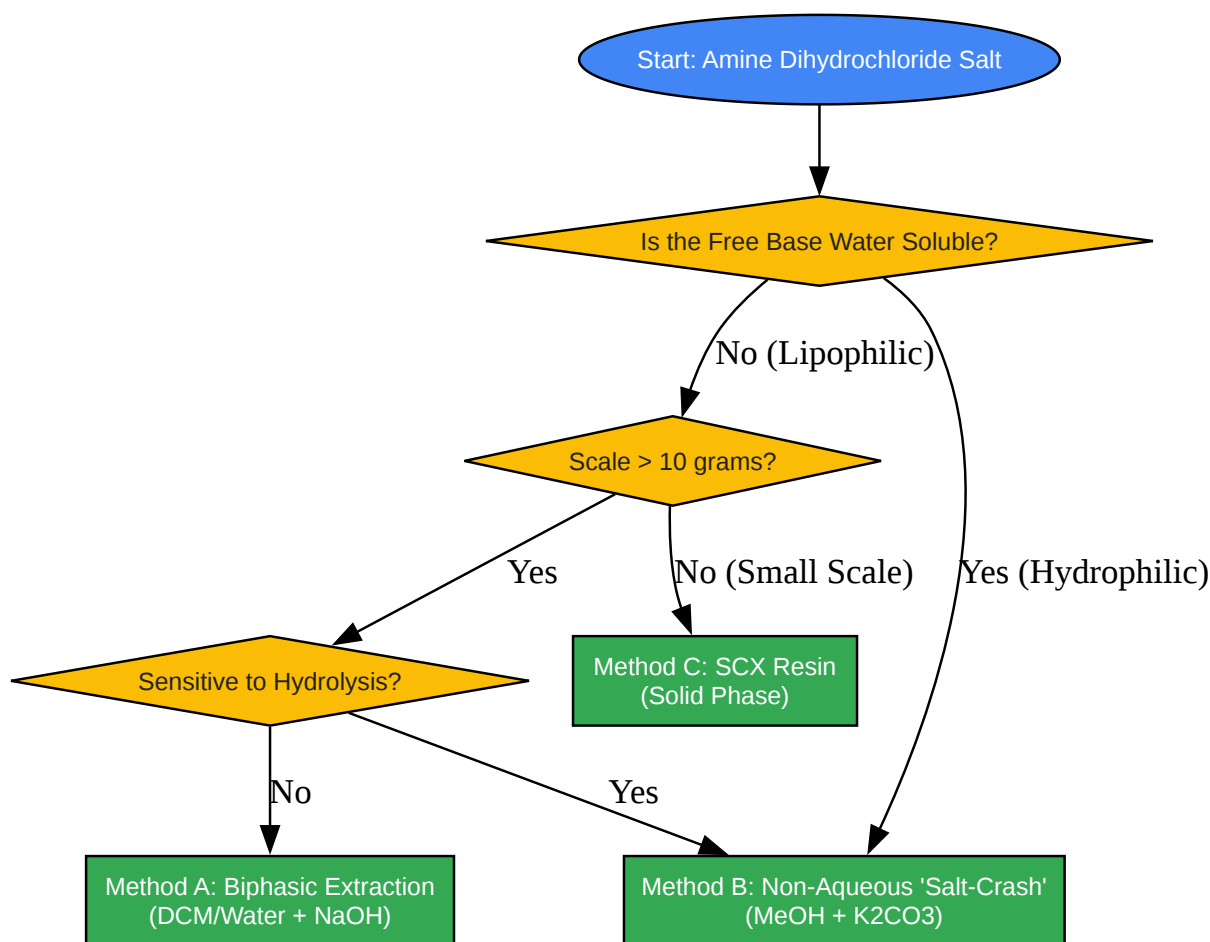 Start: Amine Dihydrochloride Salt
Is the Free Base Water Soluble?
No (Lipophilic)
Scale > 10 grams?
Yes
No (Small Scale)
Yes (Hydrophilic)
Method C: SCX Resin
(Solid Phase)
Sensitive to Hydrolysis?
No
Yes
Method A: Biphasic Extraction
(DCM/Water + NaOH)
Method B: Non-Aqueous 'Salt-Crash'
(MeOH + K2CO3)